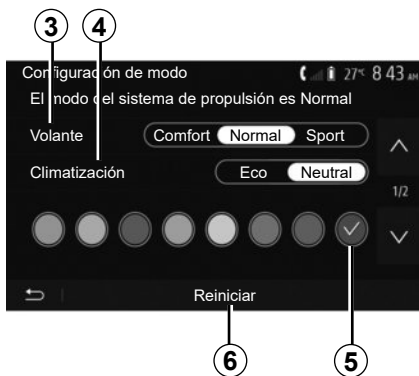 3 4
Configuración de modo 27°C 8 43 AM
El modo del sistema de propulsión es Normal
Volante Comfort Normal Sport
Climatización Eco Neutral
1/2
Reiniciar
6 5